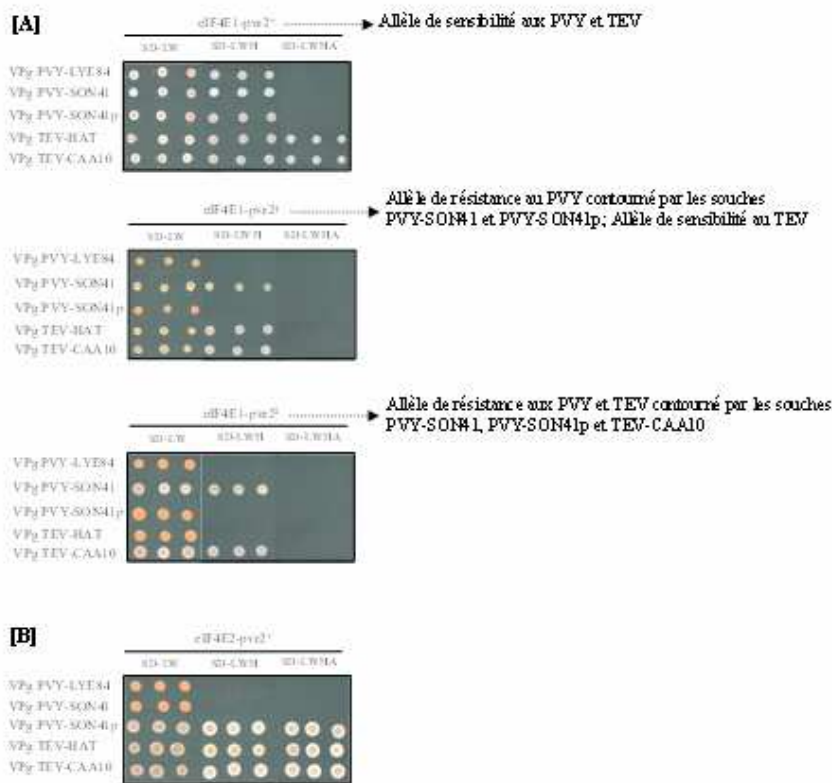 [A]
eIF4E1-pvr2⁺
Allèle de sensibilité aux PVY et TEV
SD-LW SD-LWH SD-LWHA
VPg PVY-LYE84
VPg PVY-SON41
VPg PVY-SON41p
VPg TEV-HAT
VPg TEV-CAA10
eIF4E1-pvr2¹
Allèle de résistance au PVY contourné par les souches
PVY-SON41 et PVY-SON41p; Allèle de sensibilité au TEV
SD-LW SD-LWH SD-LWHA
VPg PVY-LYE84
VPg PVY-SON41
VPg PVY-SON41p
VPg TEV-HAT
VPg TEV-CAA10
eIF4E1-pvr2²
Allèle de résistance aux PVY et TEV contourné par les souches
PVY-SON41, PVY-SON41p et TEV-CAA10
SD-LW SD-LWH SD-LWHA
VPg PVY-LYE84
VPg PVY-SON41
VPg PVY-SON41p
VPg TEV-HAT
VPg TEV-CAA10
[B]
eIF4E2-pvr2⁺
SD-LW SD-LWH SD-LWHA
VPg PVY-LYE84
VPg PVY-SON41
VPg PVY-SON41p
VPg TEV-HAT
VPg TEV-CAA10